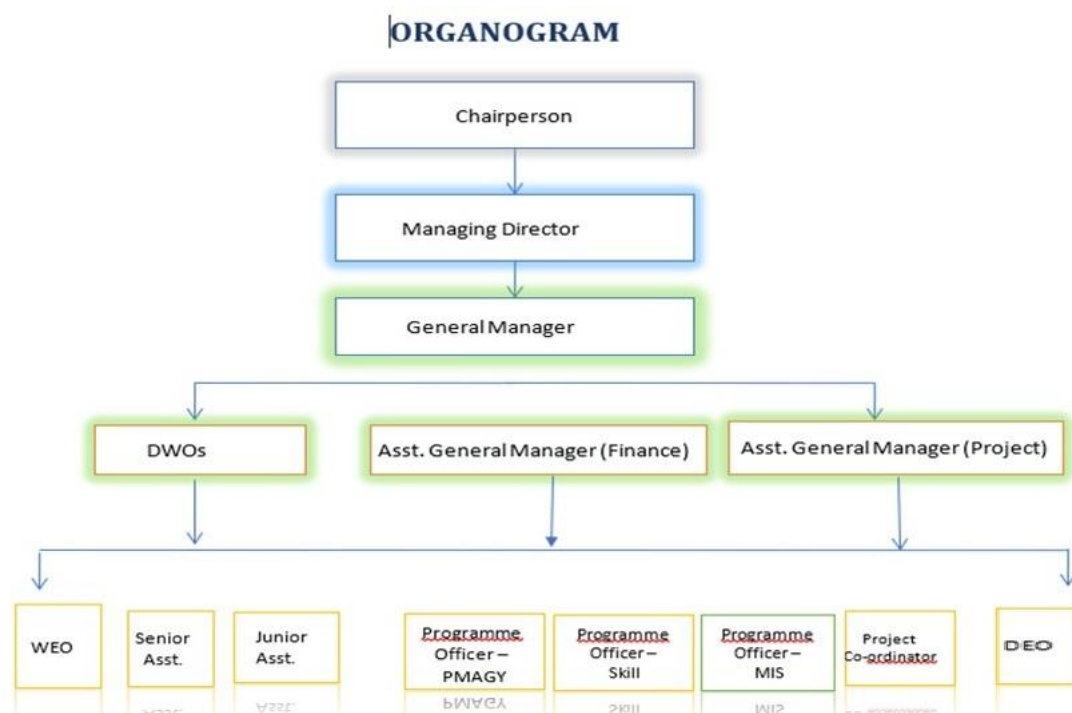 ORGANOGRAM
Chairperson
Managing Director
General Manager
DWOs
Asst. General Manager (Finance)
Asst. General Manager (Project)
WEO
Senior
Asst.
Junior
Asst.
Programme
Officer –
PMAGY
Programme
Officer –
Skill
Programme
Officer –
MIS
Project
Co-ordinator
DEO